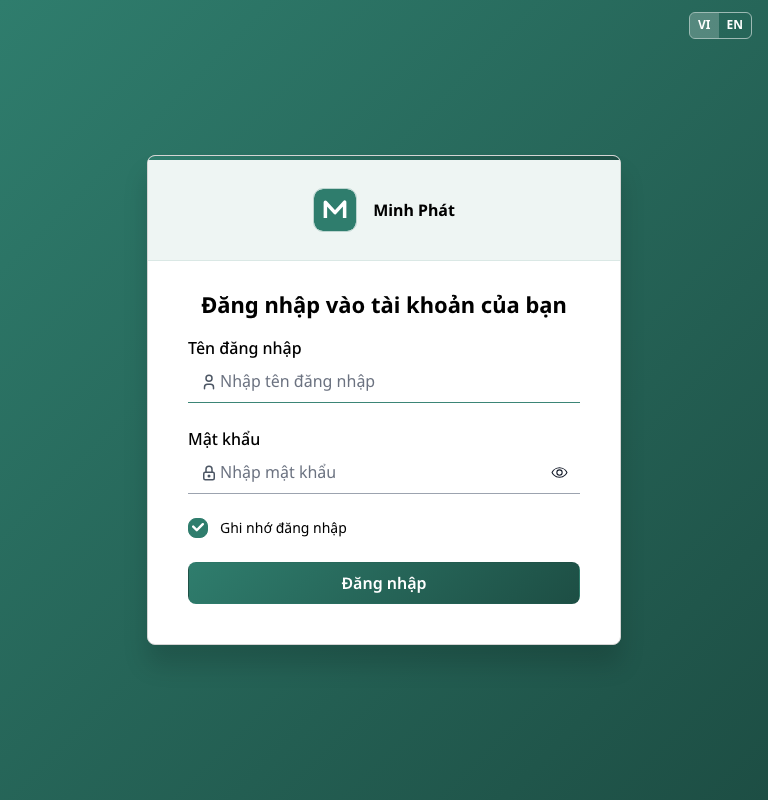 VI EN
Minh Phát
Đăng nhập vào tài khoản của bạn
Tên đăng nhập
Nhập tên đăng nhập
Mật khẩu
Nhập mật khẩu
Ghi nhớ đăng nhập
Đăng nhập